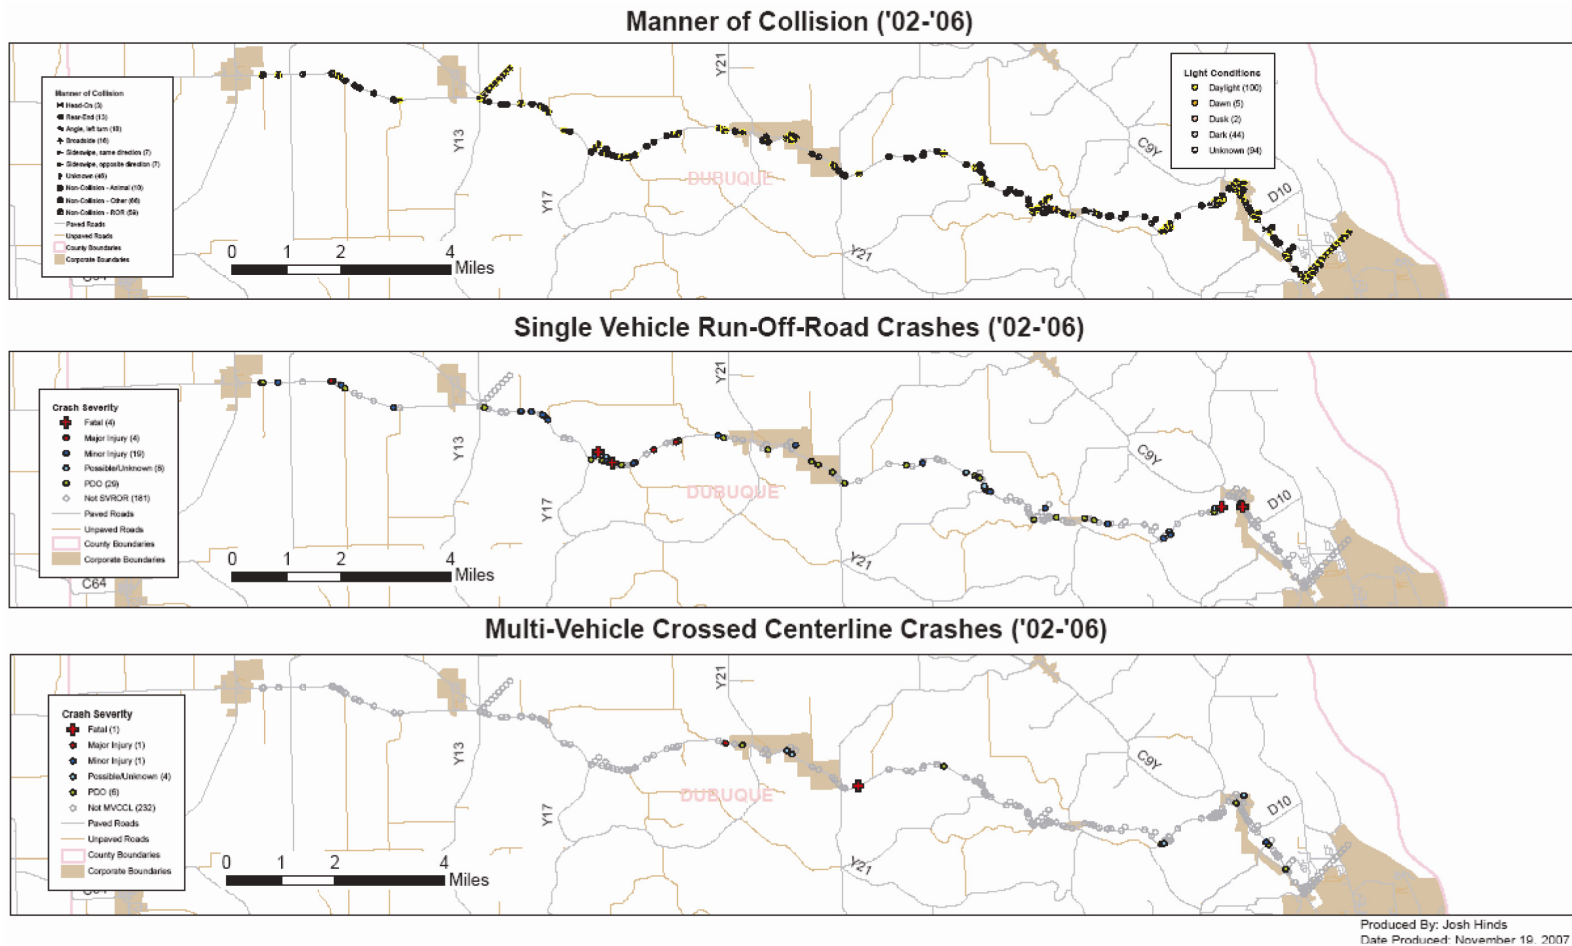 Manner of Collision ('02-'06)
Manner of Collision
Head-On (3)
Rear-End (13)
Angle, left turn (18)
Broadside (16)
Sideswipe, same direction (7)
Sideswipe, opposite direction (7)
Unknown (46)
Non-Collision - Animal (10)
Non-Collision - Other (66)
Non-Collision - ROR (59)
Paved Roads
Unpaved Roads
County Boundaries
Corporate Boundaries
Light Conditions
Daylight (100)
Dawn (5)
Dusk (2)
Dark (44)
Unknown (94)
Y21
Y13
C9Y
DUBUQUE
D10
Y17
Y21
0 1 2 4
Miles
Single Vehicle Run-Off-Road Crashes ('02-'06)
Crash Severity
Fatal (4)
Major Injury (4)
Minor Injury (19)
Possible/Unknown (8)
PDO (29)
Not SVROR (181)
Paved Roads
Unpaved Roads
County Boundaries
Corporate Boundaries
Y21
Y13
C9Y
DUBUQUE
D10
Y17
Y21
0 1 2 4
Miles
C64
Multi-Vehicle Crossed Centerline Crashes ('02-'06)
Crash Severity
Fatal (1)
Major Injury (1)
Minor Injury (1)
Possible/Unknown (4)
PDO (6)
Not MVCCL (232)
Paved Roads
Unpaved Roads
County Boundaries
Corporate Boundaries
Y21
Y13
C9Y
DUBUQUE
D10
Y17
Y21
0 1 2 4
Miles
Produced By: Josh Hinds
Date Produced: November 19, 2007